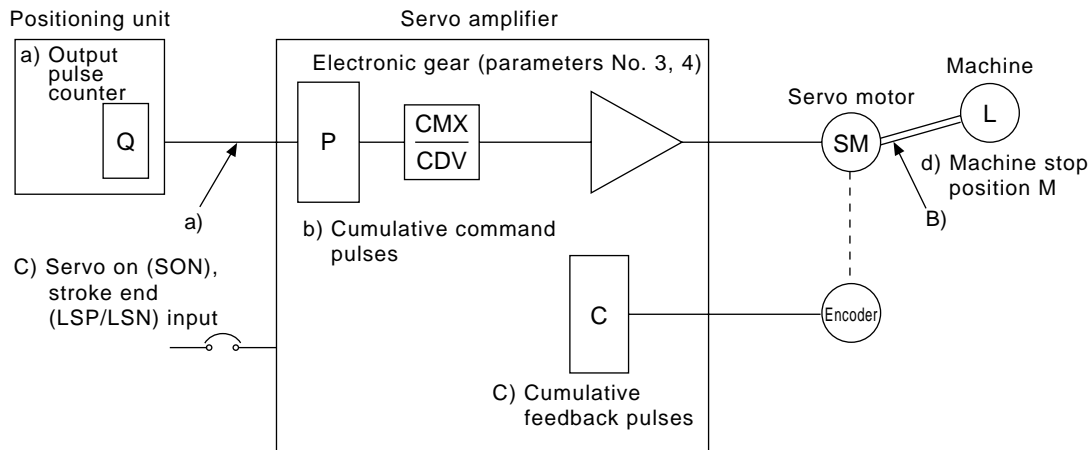 Positioning unit
a) Output
pulse
counter
Q
a)
Servo amplifier
Electronic gear (parameters No. 3, 4)
P
CMX
CDV
b) Cumulative command
pulses
C) Servo on (SON),
stroke end
(LSP/LSN) input
C
C) Cumulative
feedback pulses
Servo motor
SM
Encoder
Machine
L
d) Machine stop
position M
B)